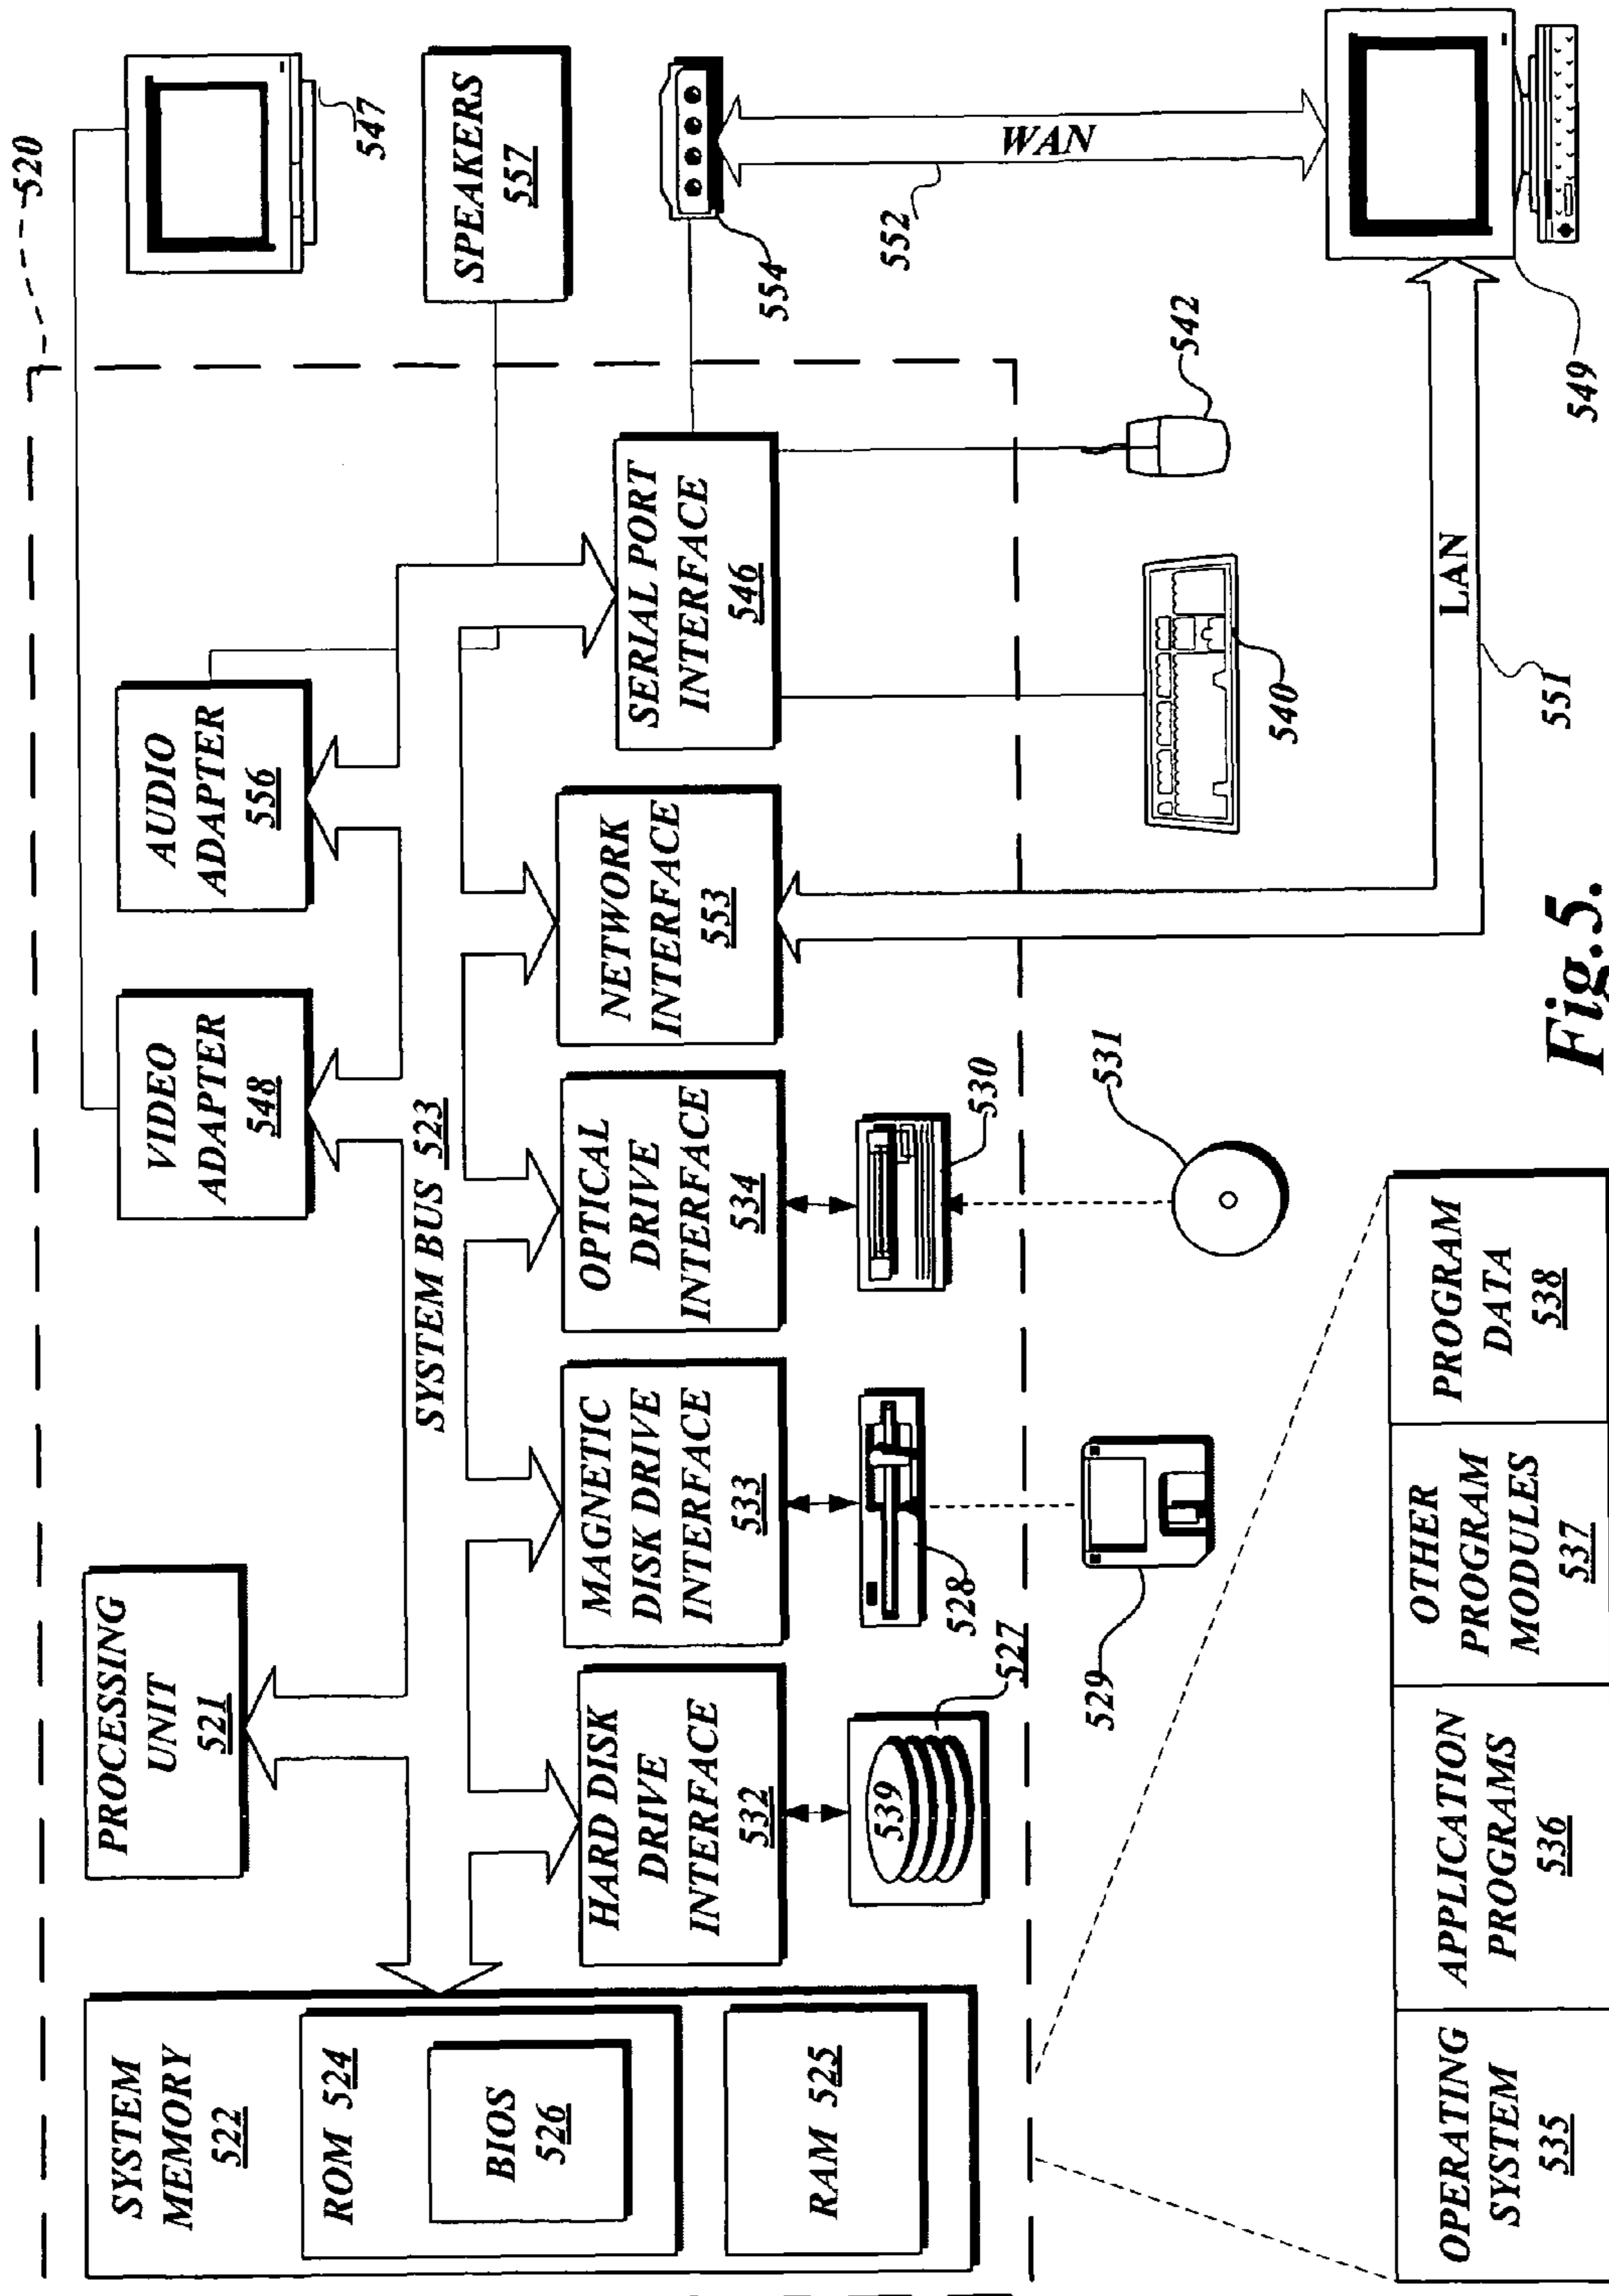 520
SYSTEM
MEMORY
522
ROM 524
BIOS
526
RAM 525
PROCESSING
UNIT
521
VIDEO
ADAPTER
548
AUDIO
ADAPTER
556
547
SPEAKERS
557
SYSTEM BUS 523
HARD DISK
DRIVE
INTERFACE
532
MAGNETIC
DISK DRIVE
INTERFACE
533
OPTICAL
DRIVE
INTERFACE
534
NETWORK
INTERFACE
553
SERIAL PORT
INTERFACE
546
554
539
527
528
530
529
531
540
542
552
WAN
LAN
551
549
OPERATING
SYSTEM
535
APPLICATION
PROGRAMS
536
OTHER
PROGRAM
MODULES
537
PROGRAM
DATA
538
Fig.5.